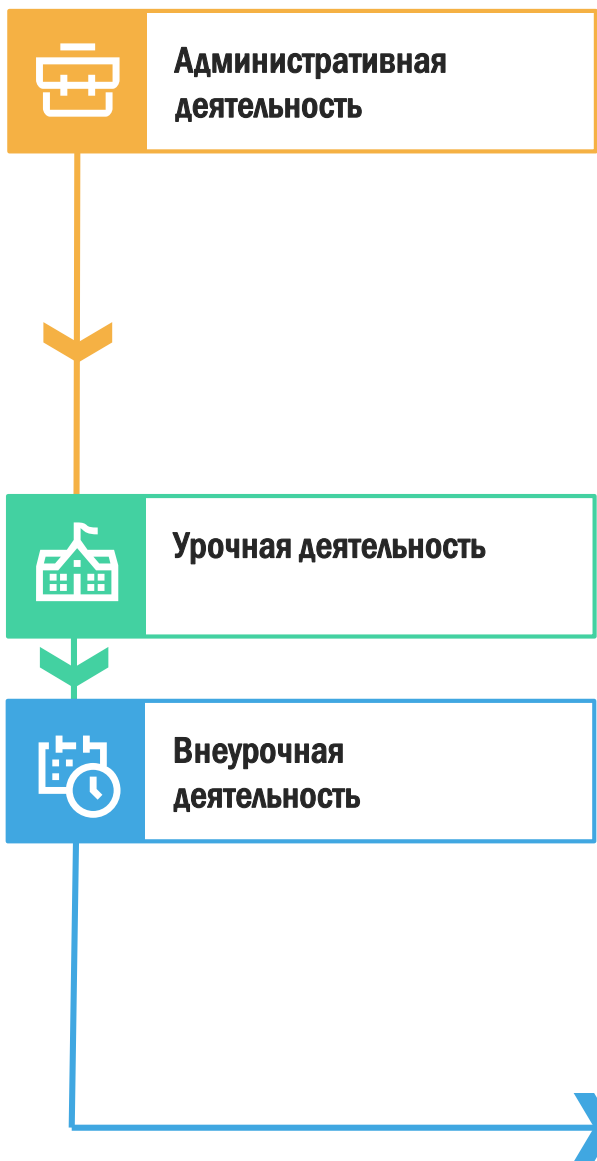 Административная
деятельность
Урочная деятельность
Внеурочная
деятельность